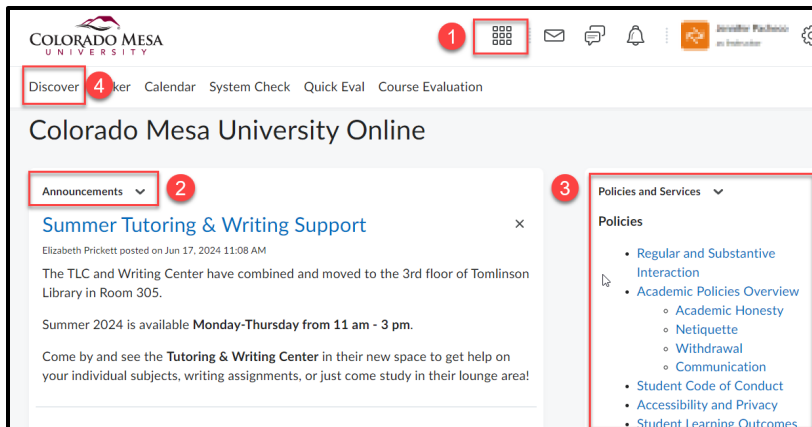 COLORADO MESA
UNIVERSITY
1
Discover 4 ker Calendar System Check Quick Eval Course Evaluation
Colorado Mesa University Online
Announcements
2
Summer Tutoring & Writing Support
Elizabeth Prickett posted on Jun 17, 2024 11:08 AM
The TLC and Writing Center have combined and moved to the 3rd floor of Tomlinson
Library in Room 305.
Summer 2024 is available Monday-Thursday from 11 am - 3 pm.
Come by and see the Tutoring & Writing Center in their new space to get help on
your individual subjects, writing assignments, or just come study in their lounge area!
3
Policies and Services
Policies
Regular and Substantive
Interaction
Academic Policies Overview
Academic Honesty
Netiquette
Withdrawal
Communication
Student Code of Conduct
Accessibility and Privacy
Student Learning Outcomes